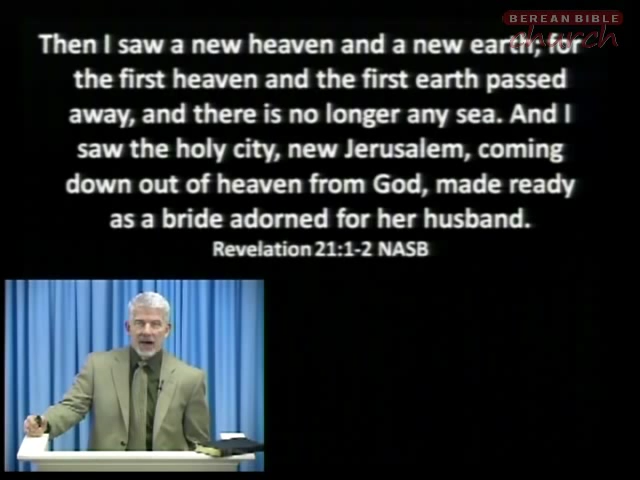 BEREAN BIBLE
church
Then I saw a new heaven and a new earth; for
the first heaven and the first earth passed
away, and there is no longer any sea. And I
saw the holy city, new Jerusalem, coming
down out of heaven from God, made ready
as a bride adorned for her husband.
Revelation 21:1-2 NASB